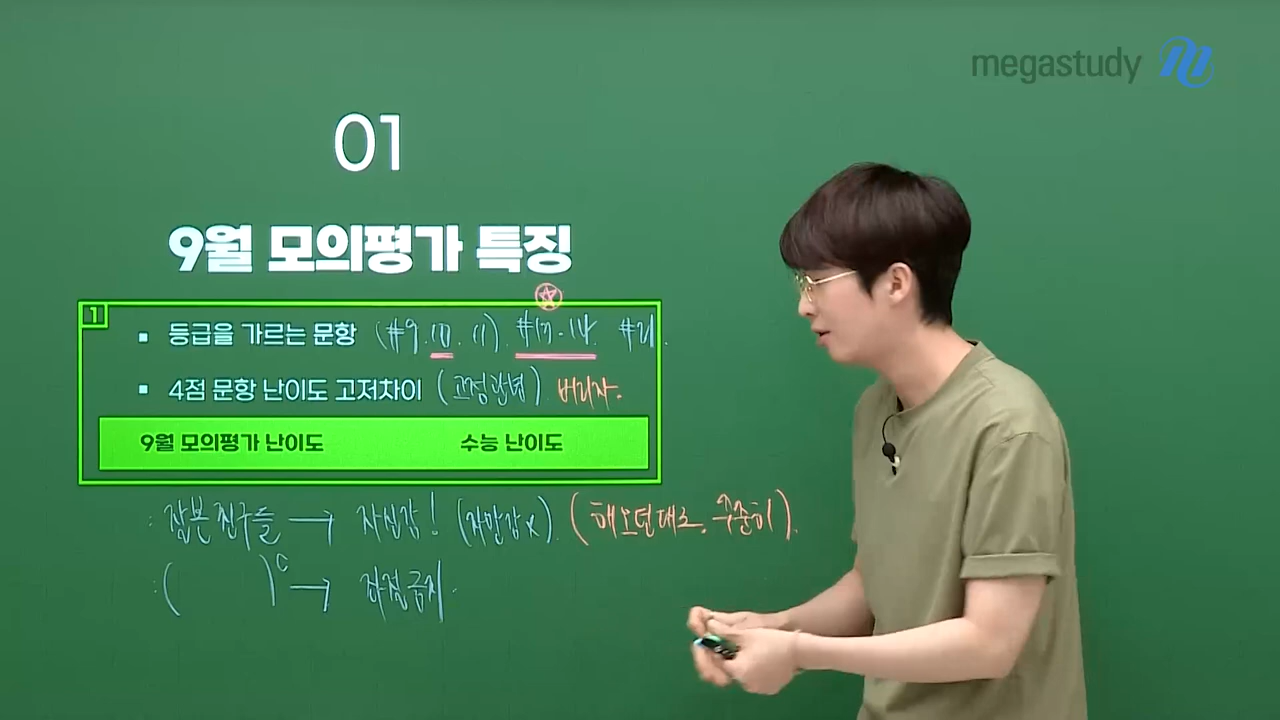 megastudy
01
9월 모의평가 특징
1
▪ 등급을 가르는 문항 (#9. 10. 11). #13. 14. #21.
▪ 4점 문항 난이도 고저차이 (고정관념) 버리자.
9월 모의평가 난이도 수능 난이도
: 잘본 친구들 → 자신감! (자만감 x). (해오던대로, 꾸준히).
: ( )ᶜ → 좌절금지.